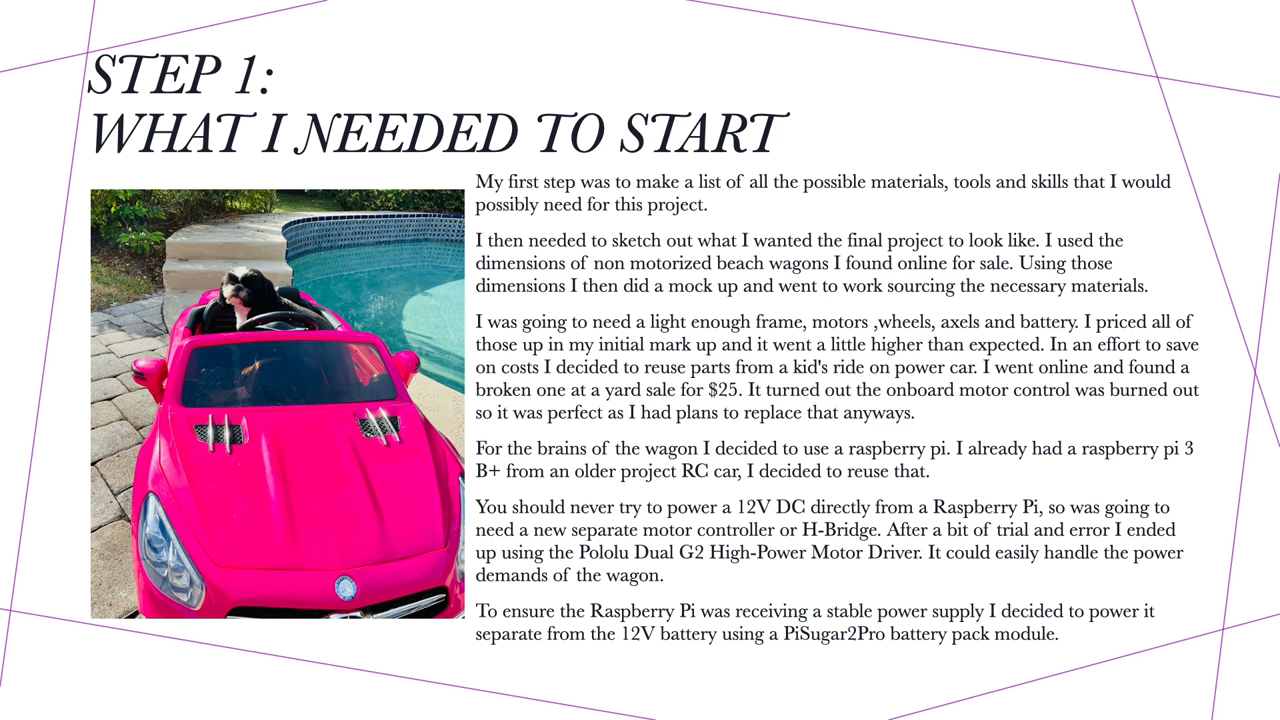 STEP 1:
WHAT I NEEDED TO START
My first step was to make a list of all the possible materials, tools and skills that I would
possibly need for this project.
I then needed to sketch out what I wanted the final project to look like. I used the
dimensions of non motorized beach wagons I found online for sale. Using those
dimensions I then did a mock up and went to work sourcing the necessary materials.
I was going to need a light enough frame, motors ,wheels, axels and battery. I priced all of
those up in my initial mark up and it went a little higher than expected. In an effort to save
on costs I decided to reuse parts from a kid's ride on power car. I went online and found a
broken one at a yard sale for $25. It turned out the onboard motor control was burned out
so it was perfect as I had plans to replace that anyways.
For the brains of the wagon I decided to use a raspberry pi. I already had a raspberry pi 3
B+ from an older project RC car, I decided to reuse that.
You should never try to power a 12V DC directly from a Raspberry Pi, so was going to
need a new separate motor controller or H-Bridge. After a bit of trial and error I ended
up using the Pololu Dual G2 High-Power Motor Driver. It could easily handle the power
demands of the wagon.
To ensure the Raspberry Pi was receiving a stable power supply I decided to power it
separate from the 12V battery using a PiSugar2Pro battery pack module.